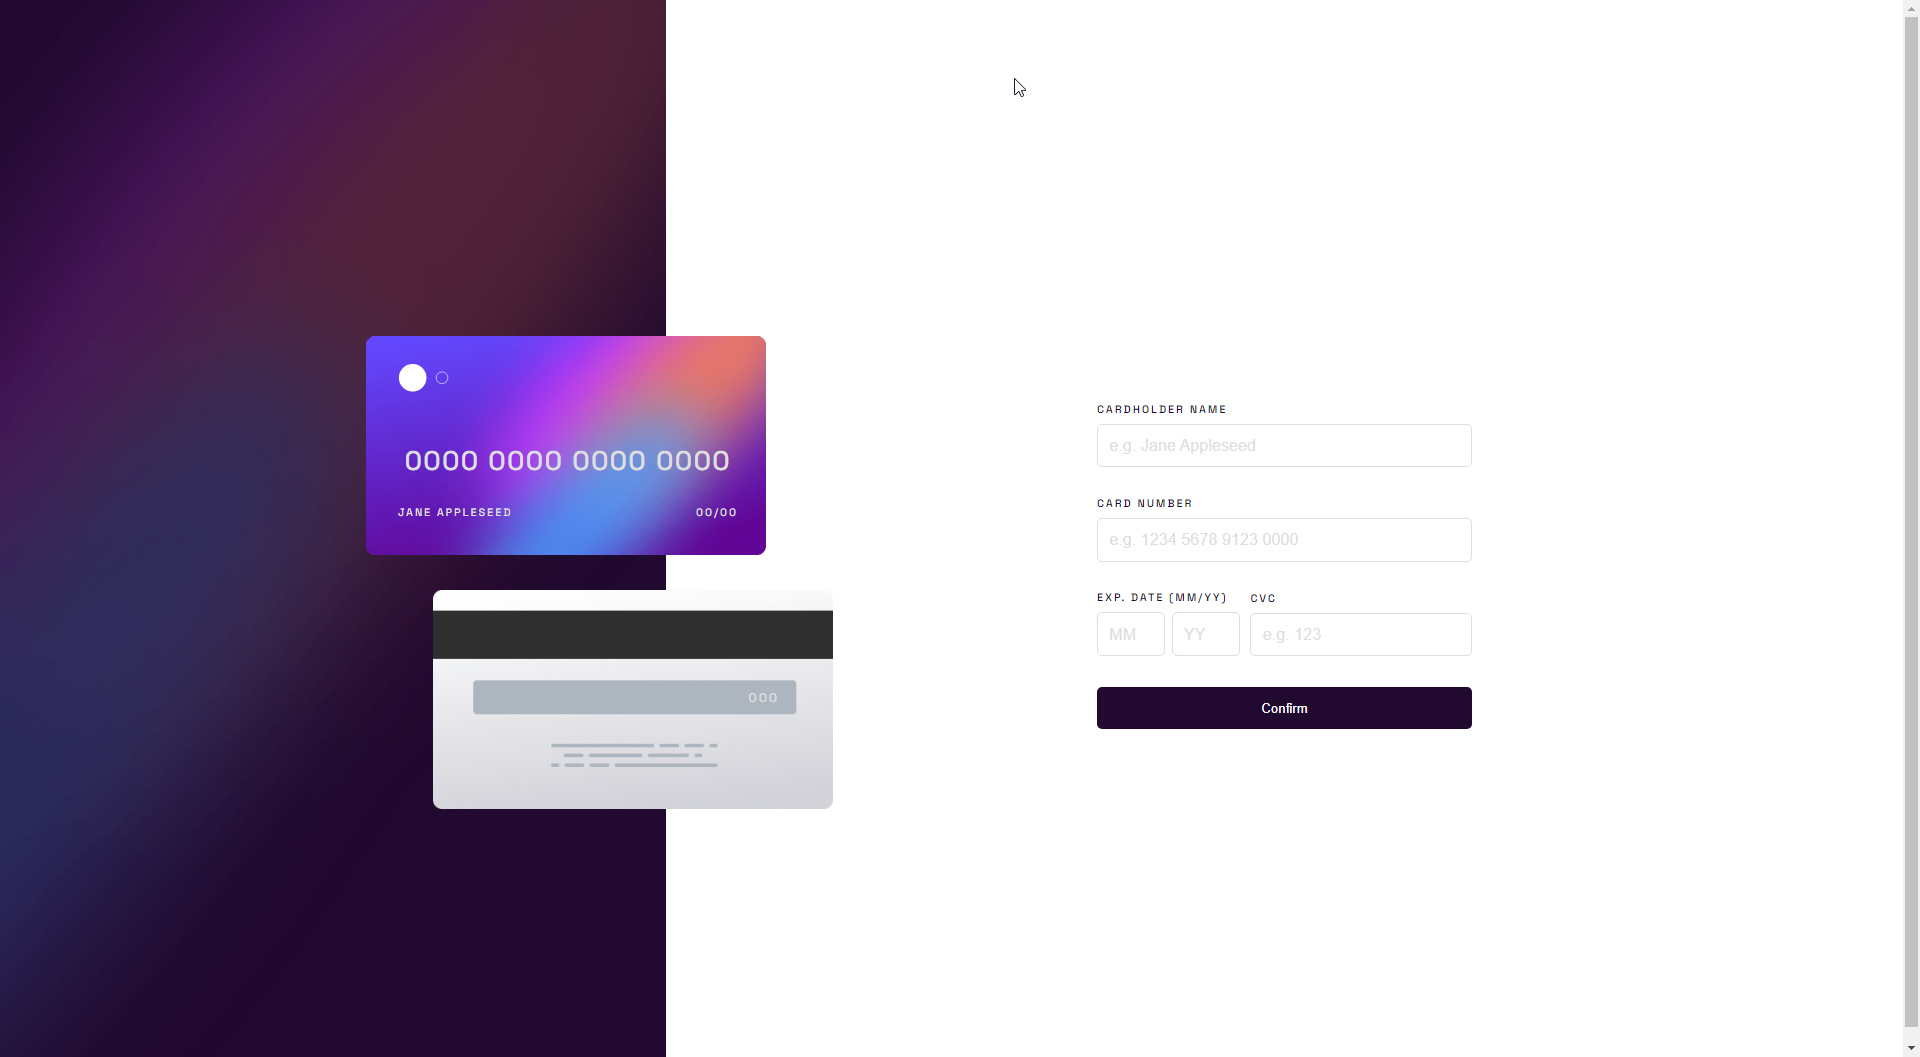 0000 0000 0000 0000
JANE APPLESEED 00/00
000
CARDHOLDER NAME
e.g. Jane Appleseed
CARD NUMBER
e.g. 1234 5678 9123 0000
EXP. DATE (MM/YY) CVC
MM YY e.g. 123
Confirm